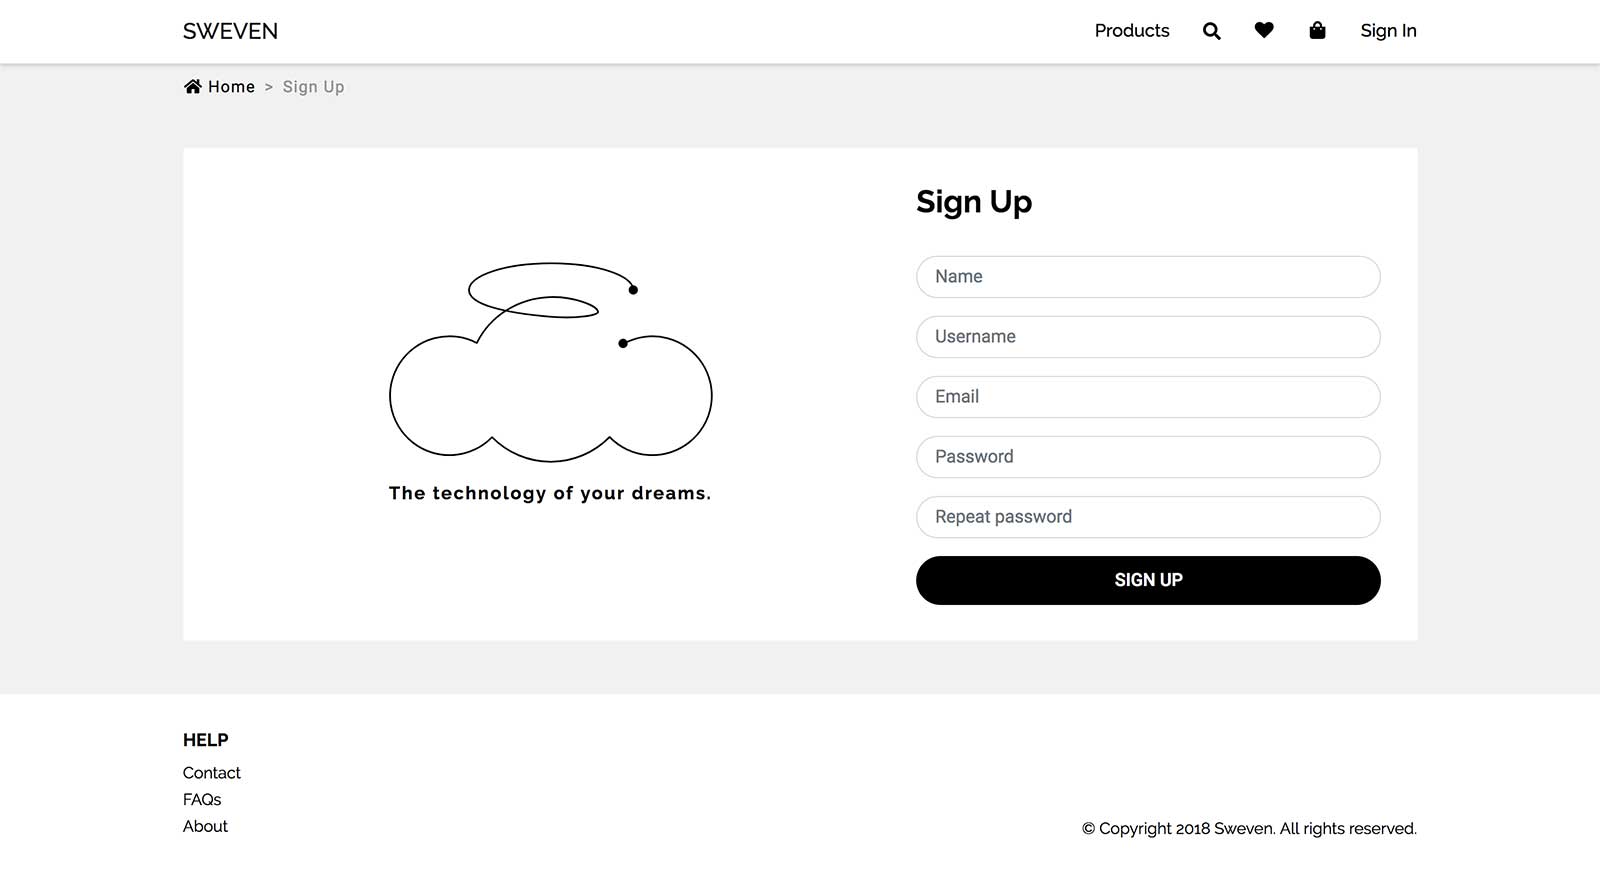 SWEVEN
Products
Sign In
Home > Sign Up
The technology of your dreams.
Sign Up
Name
Username
Email
Password
Repeat password
SIGN UP
HELP
Contact
FAQs
About
© Copyright 2018 Sweven. All rights reserved.